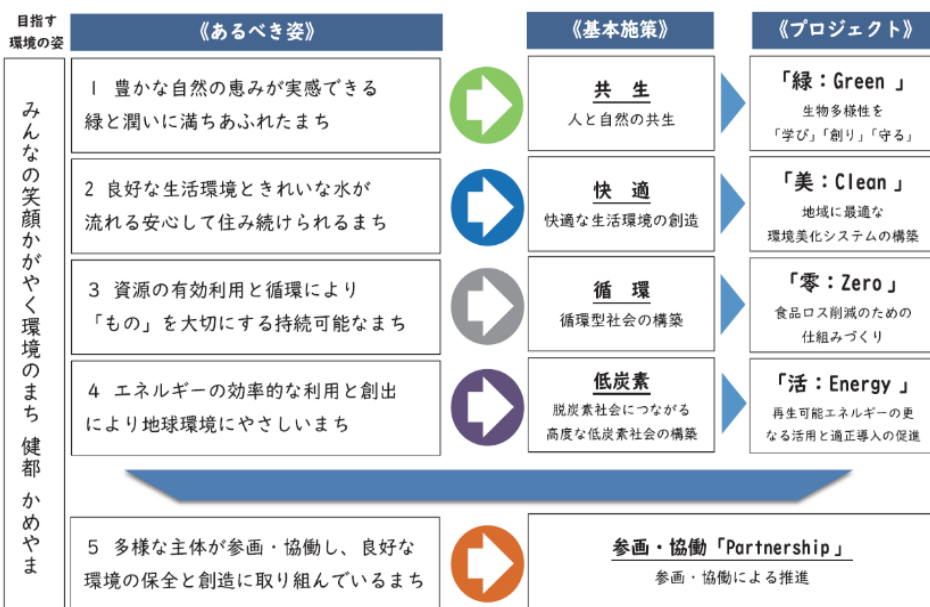 目指す
環境の姿
《あるべき姿》
《基本施策》
《プロジェクト》
みんなの笑顔かがやく環境のまち 健都 かめやま
1 豊かな自然の恵みが実感できる
緑と潤いに満ちあふれたまち
共 生
人と自然の共生
「緑:Green 」
生物多様性を
「学び」「創り」「守る」
2 良好な生活環境ときれいな水が
流れる安心して住み続けられるまち
快 適
快適な生活環境の創造
「美:Clean 」
地域に最適な
環境美化システムの構築
3 資源の有効利用と循環により
「もの」を大切にする持続可能なまち
循 環
循環型社会の構築
「零:Zero 」
食品ロス削減のための
仕組みづくり
4 エネルギーの効率的な利用と創出
により地球環境にやさしいまち
低炭素
脱炭素社会につながる
高度な低炭素社会の構築
「活:Energy 」
再生可能エネルギーの更
なる活用と適正導入の促進
5 多様な主体が参画・協働し、良好な
環境の保全と創造に取り組んでいるまち
参画・協働「Partnership 」
参画・協働による推進